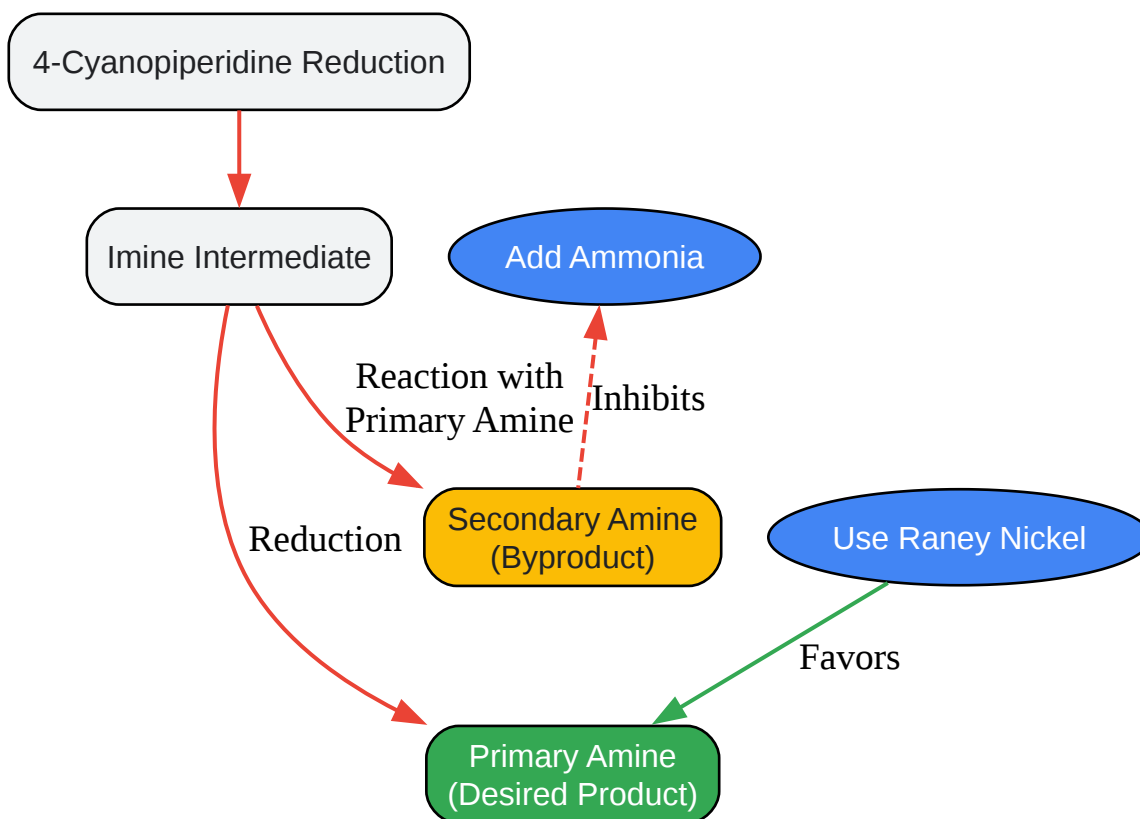 4-Cyanopiperidine Reduction
Imine Intermediate
Add Ammonia
Reaction with
Primary Amine
Inhibits
Reduction
Secondary Amine
(Byproduct)
Use Raney Nickel
Favors
Primary Amine
(Desired Product)